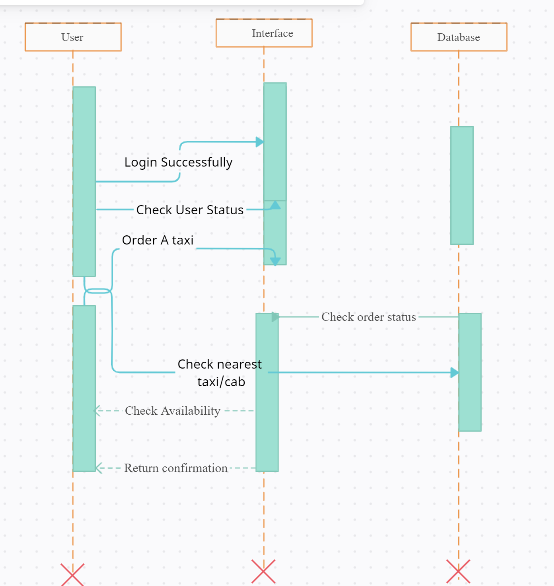 User
Interface
Database
Login Successfully
Check User Status
Order A taxi
Check order status
Check nearest
taxi/cab
Check Availability
Return confirmation